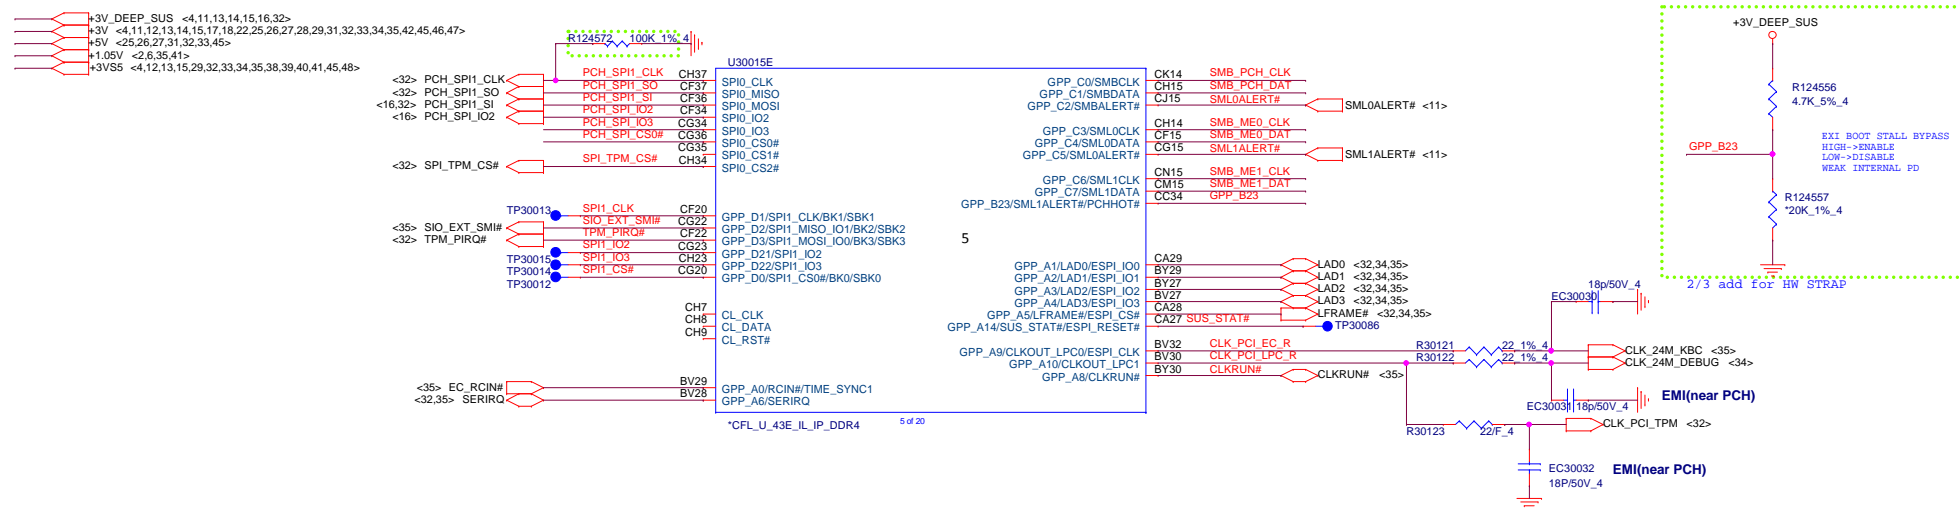 +3V_DEEP_SUS <4,11,13,14,15,16,32>
+3V <4,11,12,13,14,15,17,18,22,25,26,27,28,29,31,32,33,34,35,42,45,46,47>
+5V <25,26,27,31,32,33,45>
+1.05V <2,6,35,41>
+3VS5 <4,12,13,15,29,32,33,34,35,38,39,40,41,45,48>
R124572 100K_1%_4
<32> PCH_SPI1_CLK
<32> PCH_SPI1_SO
<16,32> PCH_SPI1_SI
<16> PCH_SPI_IO2
<32> SPI_TPM_CS#
PCH_SPI1_CLK CH37
PCH_SPI1_SO CF37
PCH_SPI1_SI CF36
PCH_SPI_IO2 CF34
PCH_SPI_IO3 CG34
PCH_SPI_CS0# CG36
CG35
SPI_TPM_CS# CH34
U30015E
SPI0_CLK
SPI0_MISO
SPI0_MOSI
SPI0_IO2
SPI0_IO3
SPI0_CS0#
SPI0_CS1#
SPI0_CS2#
TP30013
<35> SIO_EXT_SMI#
<32> TPM_PIRQ#
TP30015
TP30014
TP30012
SPI1_CLK CF20
SIO_EXT_SMI# CG22
TPM_PIRQ# CF22
SPI1_IO2 CG23
SPI1_IO3 CH23
SPI1_CS# CG20
GPP_D1/SPI1_CLK/BK1/SBK1
GPP_D2/SPI1_MISO_IO1/BK2/SBK2
GPP_D3/SPI1_MOSI_IO0/BK3/SBK3
GPP_D21/SPI1_IO2
GPP_D22/SPI1_IO3
GPP_D0/SPI1_CS0#/BK0/SBK0
5
CH7 CL_CLK
CH8 CL_DATA
CH9 CL_RST#
<35> EC_RCIN# BV29 GPP_A0/RCIN#/TIME_SYNC1
<32,35> SERIRQ BV28 GPP_A6/SERIRQ
*CFL_U_43E_IL_IP_DDR4
5 of 20
GPP_C0/SMBCLK CK14 SMB_PCH_CLK
GPP_C1/SMBDATA CH15 SMB_PCH_DAT
GPP_C2/SMBALERT# CJ15 SML0ALERT# SML0ALERT# <11>
GPP_C3/SML0CLK CH14 SMB_ME0_CLK
GPP_C4/SML0DATA CF15 SMB_ME0_DAT
GPP_C5/SML0ALERT# CG15 SML1ALERT# SML1ALERT# <11>
GPP_C6/SML1CLK CN15 SMB_ME1_CLK
GPP_C7/SML1DATA CM15 SMB_ME1_DAT
GPP_B23/SML1ALERT#/PCHHOT# CC34 GPP_B23
GPP_A1/LAD0/ESPI_IO0 CA29 LAD0 <32,34,35>
GPP_A2/LAD1/ESPI_IO1 BY29 LAD1 <32,34,35>
GPP_A3/LAD2/ESPI_IO2 BY27 LAD2 <32,34,35>
GPP_A4/LAD3/ESPI_IO3 BV27 LAD3 <32,34,35>
GPP_A5/LFRAME#/ESPI_CS# CA28 LFRAME# <32,34,35>
GPP_A14/SUS_STAT#/ESPI_RESET# CA27 SUS_STAT# TP30086
GPP_A9/CLKOUT_LPC0/ESPI_CLK BV32 CLK_PCI_EC_R R30121 22_1%_4 CLK_24M_KBC <35>
GPP_A10/CLKOUT_LPC1 BV30 CLK_PCI_LPC_R R30122 22_1%_4 CLK_24M_DEBUG <34>
GPP_A8/CLKRUN# BY30 CLKRUN# CLKRUN# <35>
EC30030 18p/50V_4
EC30031 18p/50V_4
EMI(near PCH)
R30123 22/F_4 CLK_PCI_TPM <32>
EC30032
18P/50V_4
EMI(near PCH)
+3V_DEEP_SUS
R124556
4.7K_5%_4
GPP_B23
EXI BOOT STALL BYPASS
HIGH->ENABLE
LOW->DISABLE
WEAK INTERNAL PD
R124557
*20K_1%_4
2/3 add for HW STRAP